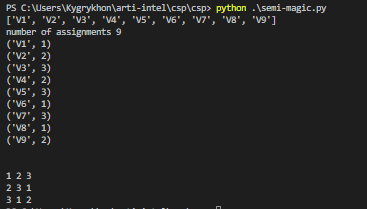 PS C:\Users\Kygrykhon\arti-intel\csp\csp> python .\semi-magic.py
['V1', 'V2', 'V3', 'V4', 'V5', 'V6', 'V7', 'V8', 'V9']
number of assignments 9
('V1', 1)
('V2', 2)
('V3', 3)
('V4', 2)
('V5', 3)
('V6', 1)
('V7', 3)
('V8', 1)
('V9', 2)
1 2 3
2 3 1
3 1 2